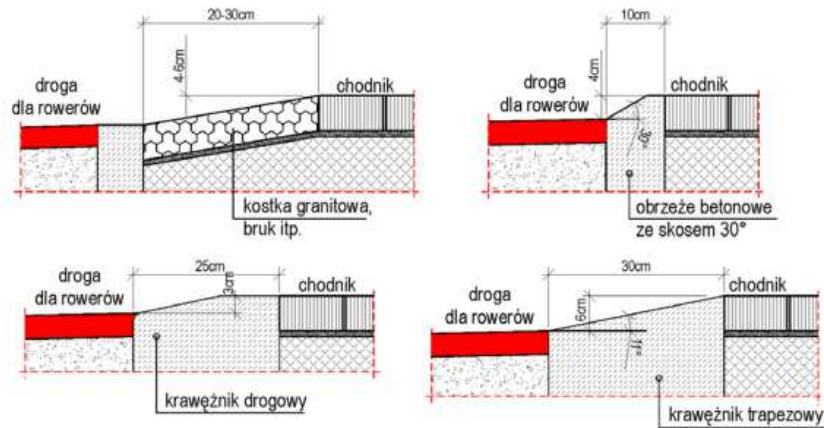 20-30cm
4-6cm
droga
dla rowerów
chodnik
kostka granitowa,
bruk itp.
10cm
4cm
droga
dla rowerów
chodnik
30°
obrzeże betonowe
ze skosem 30°
25cm
3cm
droga
dla rowerów
chodnik
krawężnik drogowy
30cm
6cm
droga
dla rowerów
chodnik
11°
krawężnik trapezowy